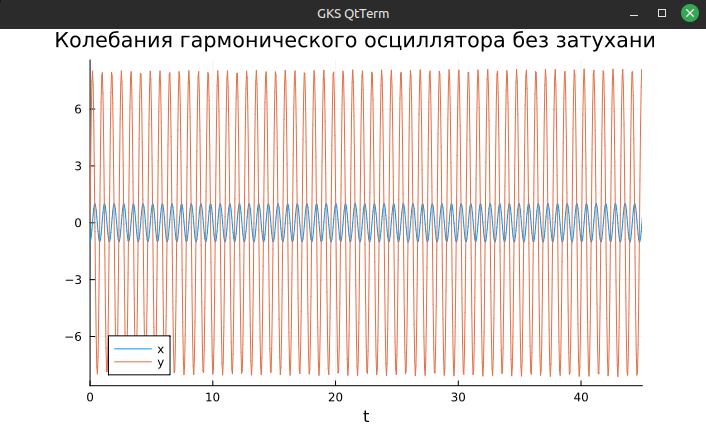 GKS QtTerm
Колебания гармонического осциллятора без затухани
6
3
0
−3
−6
x
y
0 10 20 30 40
t